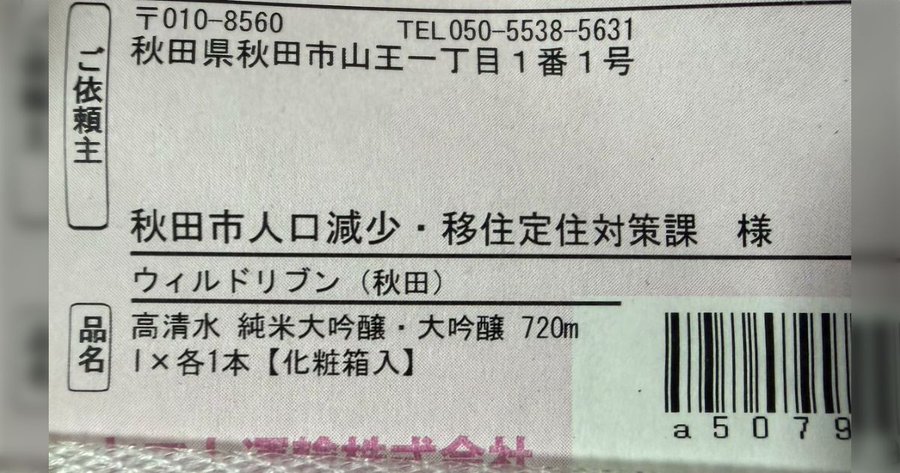 〒010-8560 TEL050-5538-5631
秋田県秋田市山王一丁目1番1号
ご依頼主
秋田市人口減少・移住定住対策課 様
ウィルドリブン（秋田）
品名
高清水 純米大吟醸・大吟醸 720m
l×各1本【化粧箱入】
a5079